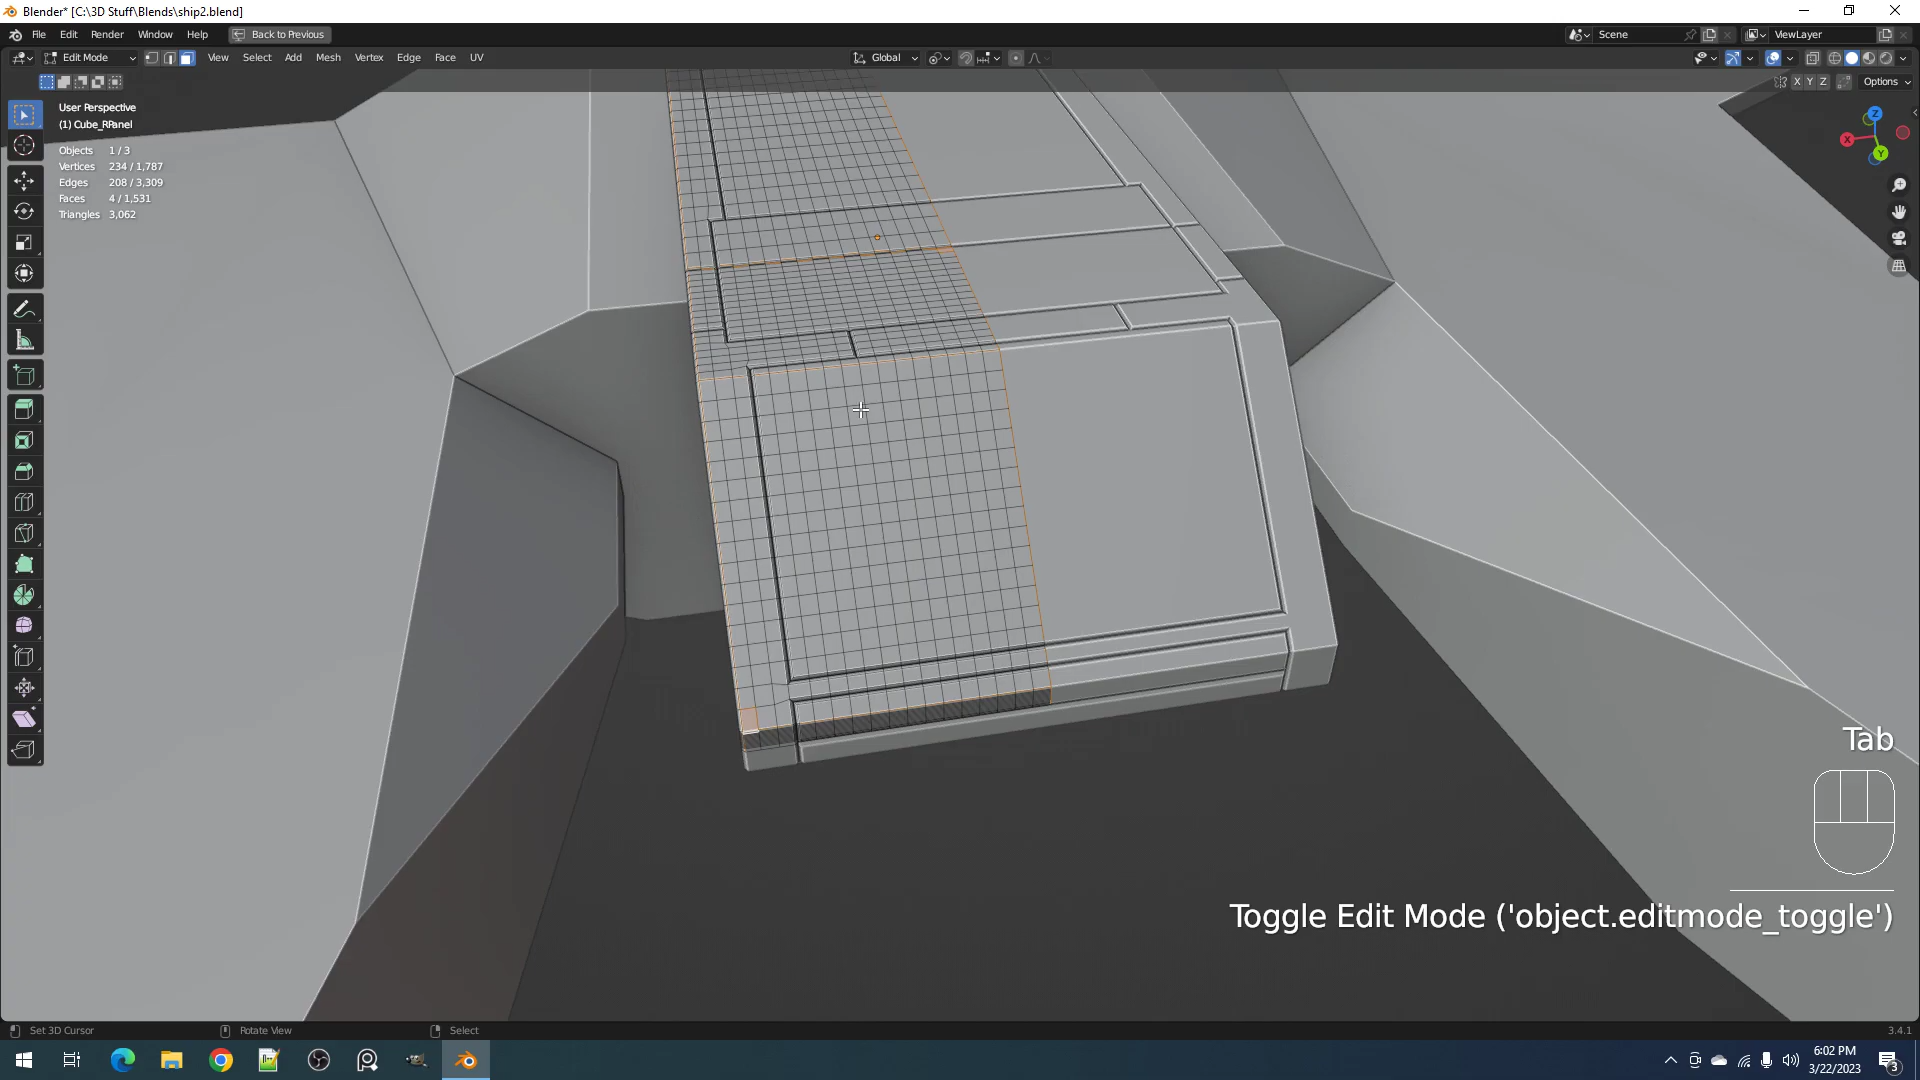 Blender* [C:\3D Stuff\Blends\ship2.blend]
File Edit Render Window Help Back to Previous Scene ViewLayer
Edit Mode View Select Add Mesh Vertex Edge Face UV Global
X Y Z Options
User Perspective
(1) Cube_RPanel
Objects 1 / 3
Vertices 234 / 1,787
Edges 208 / 3,309
Faces 4 / 1,531
Triangles 3,062
Z
X
Y
Tab
Toggle Edit Mode ('object.editmode_toggle')
Set 3D Cursor Rotate View Select 3.4.1
6:02 PM
3/22/2023
3